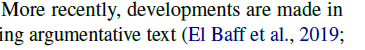 More recently, developments are made in
ing argumentative text (El Baff et al., 2019;